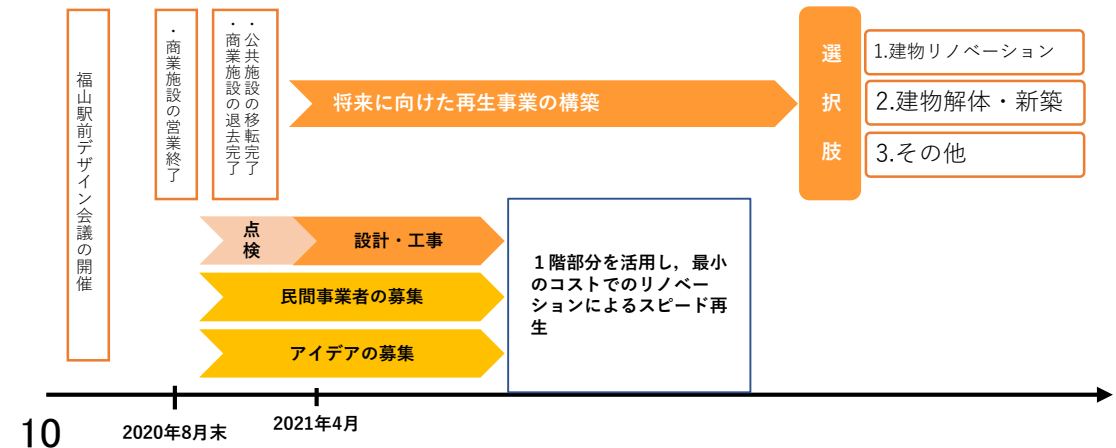 福山駅前デザイン会議の開催
・商業施設の営業終了
・公共施設の移転完了
・商業施設の退去完了
将来に向けた再生事業の構築
選択肢
1.建物リノベーション
2.建物解体・新築
3.その他
点検
設計・工事
民間事業者の募集
アイデアの募集
１階部分を活用し，最小
のコストでのリノベー
ションによるスピード再
生
2020年8月末
2021年4月
10